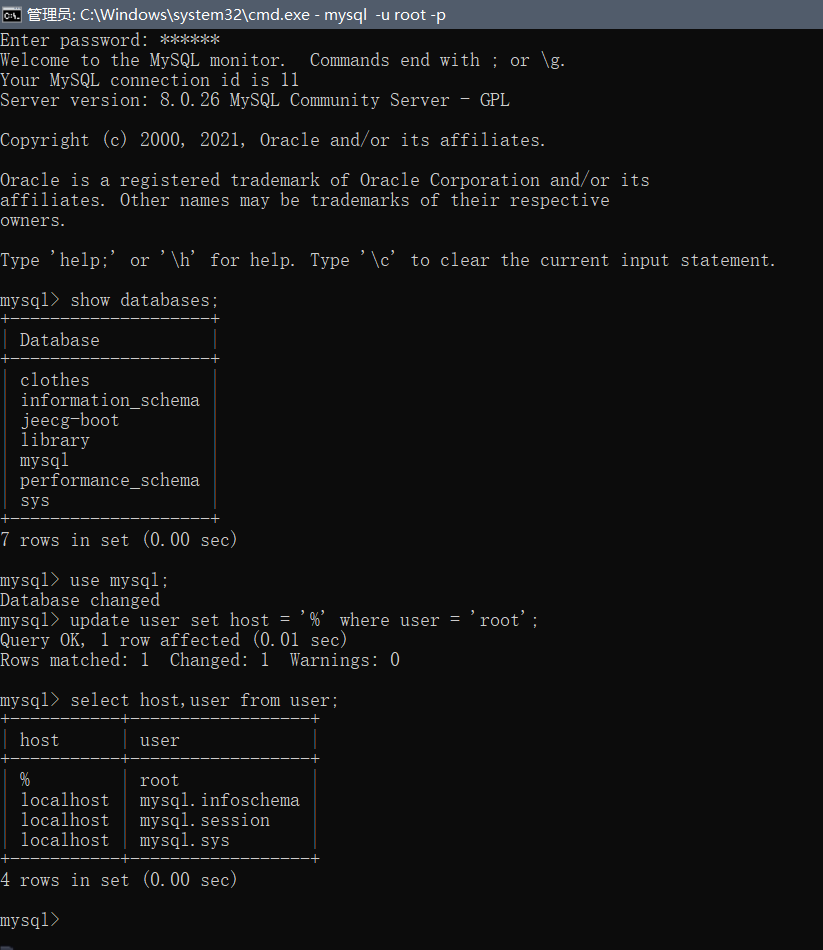 管理员: C:\Windows\system32\cmd.exe - mysql -u root -p
Enter password: ******
Welcome to the MySQL monitor.  Commands end with ; or \g.
Your MySQL connection id is 11
Server version: 8.0.26 MySQL Community Server - GPL
Copyright (c) 2000, 2021, Oracle and/or its affiliates.
Oracle is a registered trademark of Oracle Corporation and/or its
affiliates. Other names may be trademarks of their respective
owners.
Type 'help;' or '\h' for help. Type '\c' to clear the current input statement.
mysql> show databases;
+--------------------+
| Database           |
+--------------------+
| clothes            |
| information_schema |
| jeecg-boot         |
| library            |
| mysql              |
| performance_schema |
| sys                |
+--------------------+
7 rows in set (0.00 sec)
mysql> use mysql;
Database changed
mysql> update user set host = '%' where user = 'root';
Query OK, 1 row affected (0.01 sec)
Rows matched: 1  Changed: 1  Warnings: 0
mysql> select host,user from user;
+-----------+------------------+
| host      | user             |
+-----------+------------------+
| %         | root             |
| localhost | mysql.infoschema |
| localhost | mysql.session    |
| localhost | mysql.sys        |
+-----------+------------------+
4 rows in set (0.00 sec)
mysql>